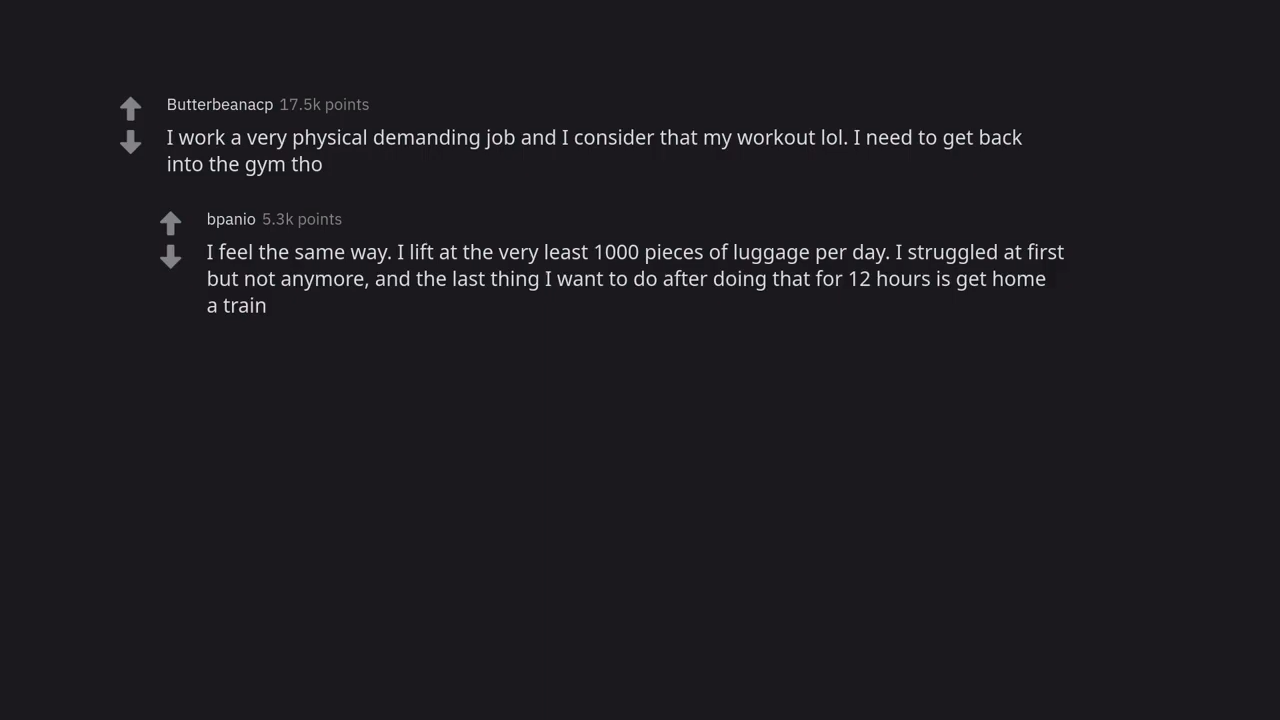 Butterbeanacp 17.5k points
I work a very physical demanding job and I consider that my workout lol. I need to get back
into the gym tho
bpanio 5.3k points
I feel the same way. I lift at the very least 1000 pieces of luggage per day. I struggled at first
but not anymore, and the last thing I want to do after doing that for 12 hours is get home
a train